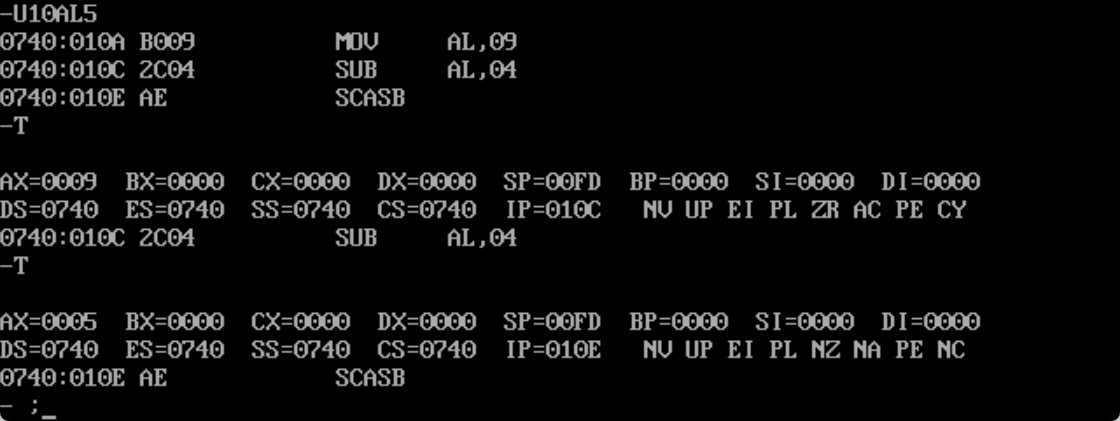 -U10AL5
0740:010A B009          MOV     AL,09
0740:010C 2C04          SUB     AL,04
0740:010E AE            SCASB
-T
AX=0009  BX=0000  CX=0000  DX=0000  SP=00FD  BP=0000  SI=0000  DI=0000
DS=0740  ES=0740  SS=0740  CS=0740  IP=010C   NV UP EI PL ZR AC PE CY
0740:010C 2C04          SUB     AL,04
-T
AX=0005  BX=0000  CX=0000  DX=0000  SP=00FD  BP=0000  SI=0000  DI=0000
DS=0740  ES=0740  SS=0740  CS=0740  IP=010E   NV UP EI PL NZ NA PE NC
0740:010E AE            SCASB
- ;_